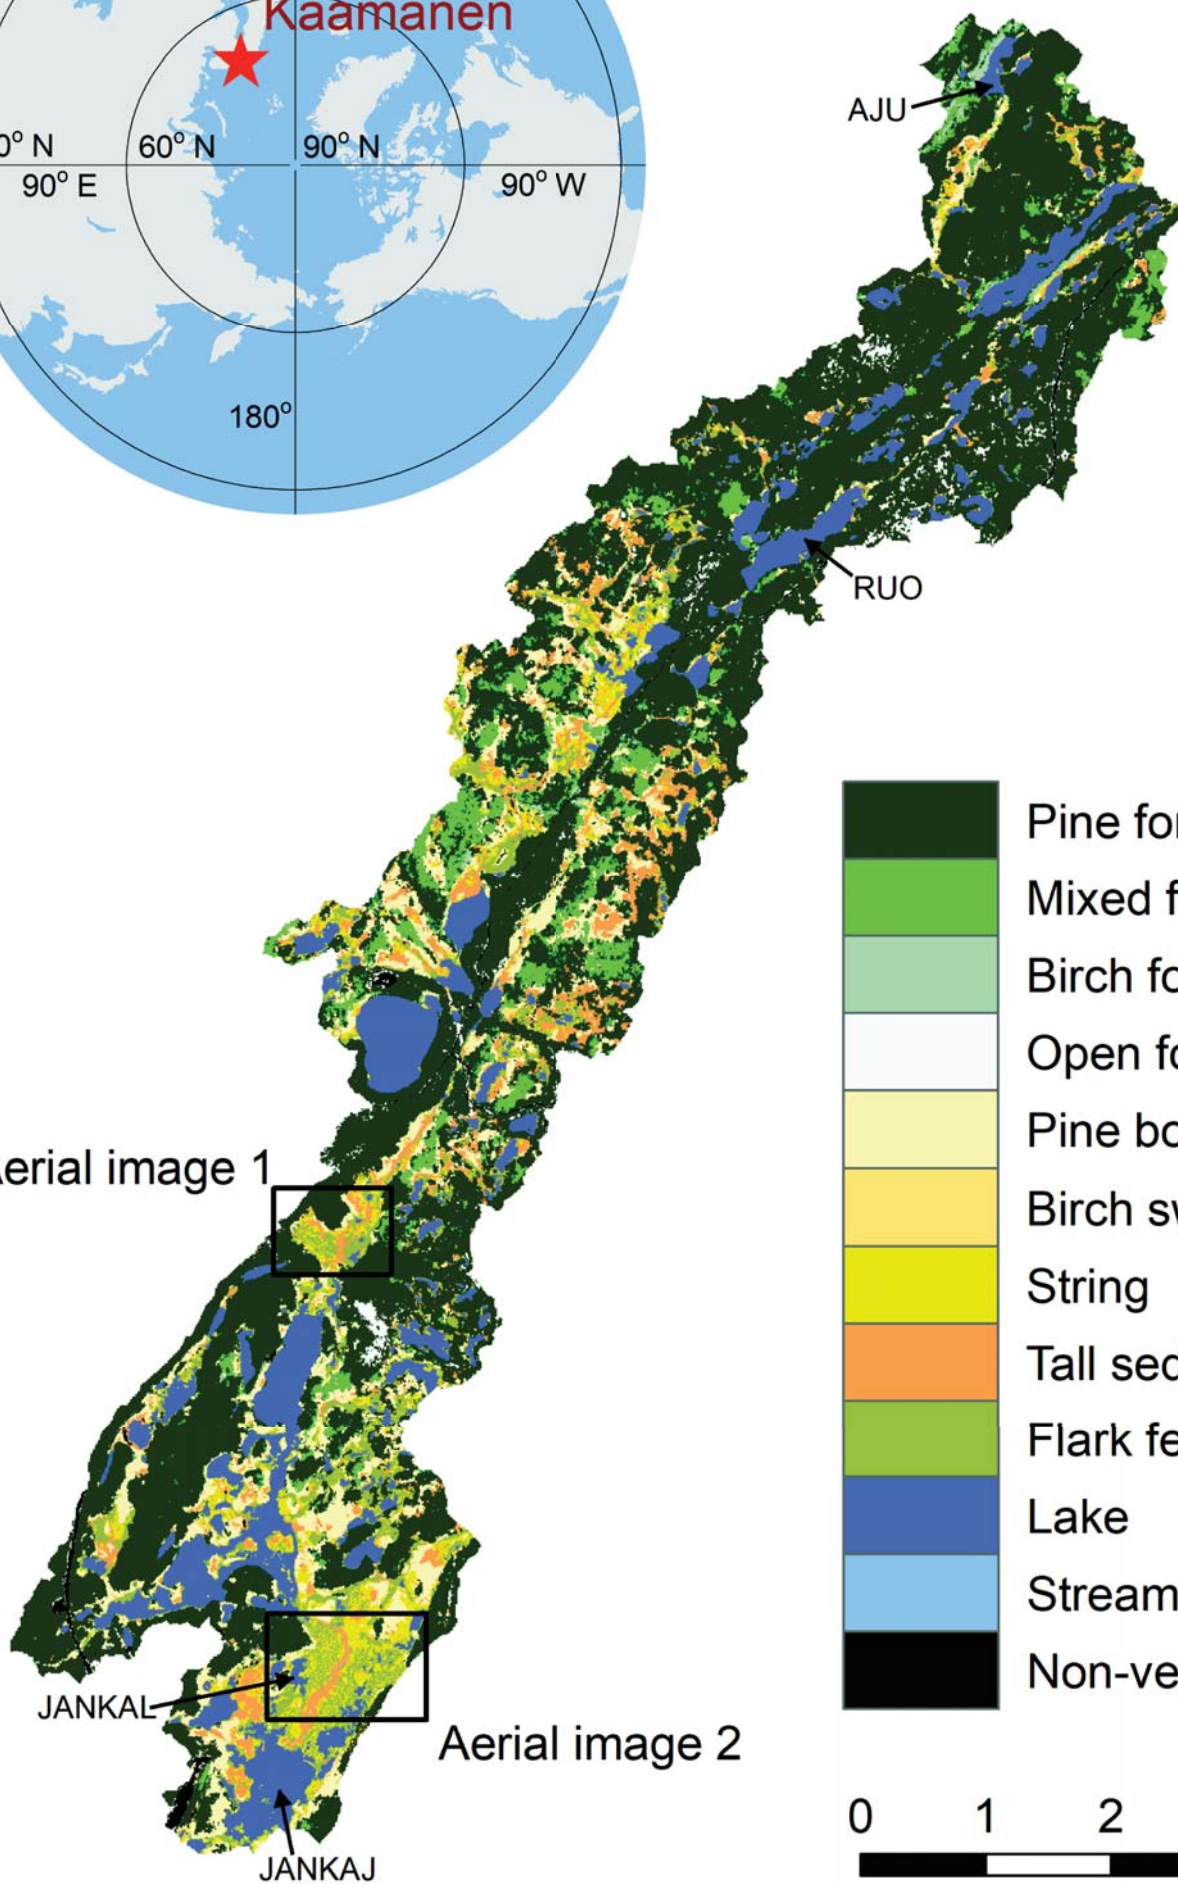 Kaamanen
0° N
60° N
90° N
90° E
90° W
180°
AJU
RUO
Pine for
Mixed f
Birch fo
Open fo
Pine bo
Birch sw
String
Tall sed
Flark fe
Lake
Stream
Non-ve
Aerial image 1
JANKAL
Aerial image 2
JANKAJ
0 1 2